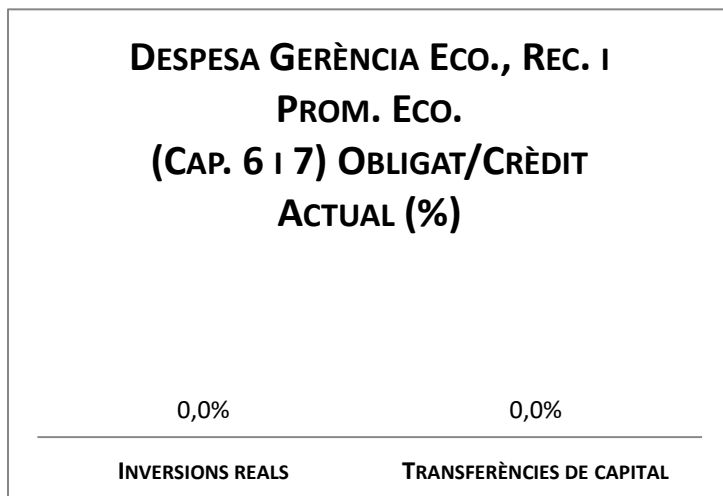 DESPESA GERÈNCIA ECO., REC. I
PROM. ECO.
(CAP. 6 I 7) OBLIGAT/CRÈDIT
ACTUAL (%)
0,0% 0,0%
INVERSIONS REALS TRANSFERÈNCIES DE CAPITAL